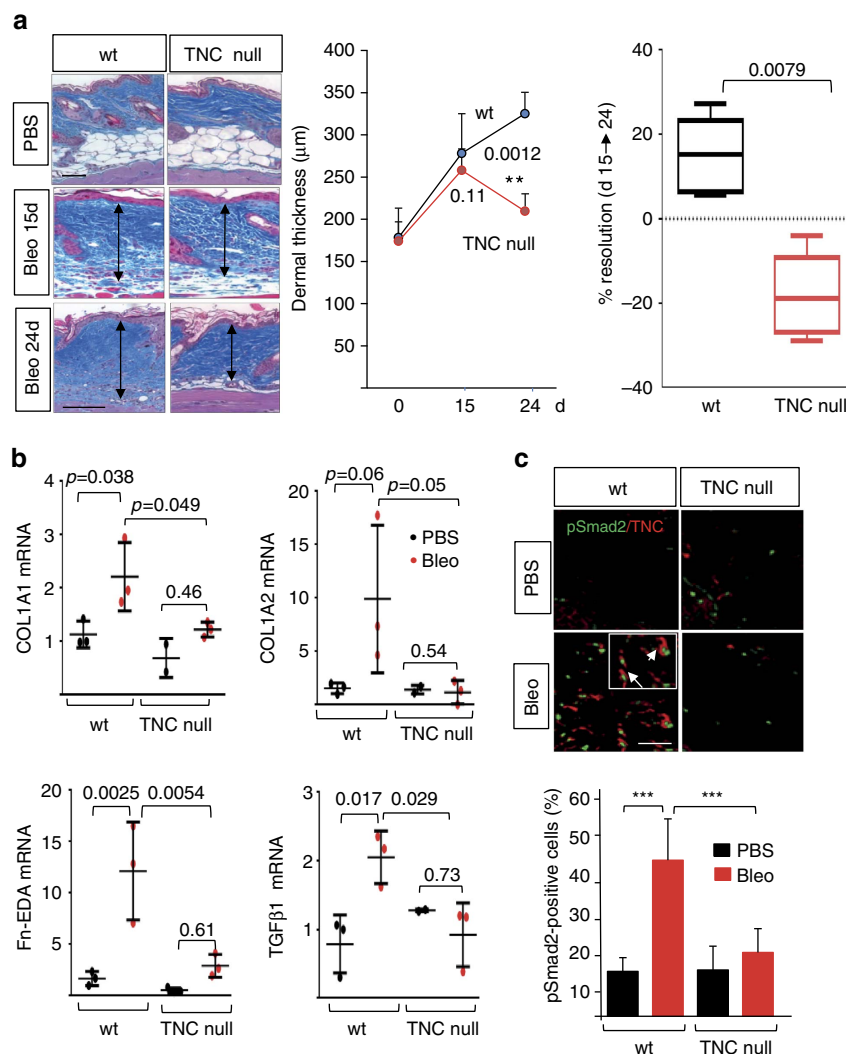 a
wt
TNC null
PBS
Bleo 15d
Bleo 24d
Dermal thickness (μm)
400
350
300
250
200
150
100
50
0
15
24
d
wt
0.0012
**
0.11
TNC null
% resolution (d 15→24)
40
20
0
−20
−40
0.0079
wt
TNC null
b
COL1A1 mRNA
4
3
2
1
p=0.038
p=0.049
0.46
wt
TNC null
COL1A2 mRNA
20
15
10
5
p=0.06
p=0.05
PBS
Bleo
0.54
wt
TNC null
Fn-EDA mRNA
20
15
10
5
0.0025
0.0054
0.61
wt
TNC null
TGFβ1 mRNA
3
2
1
0
0.017
0.029
0.73
wt
TNC null
c
wt
TNC null
PBS
Bleo
pSmad2/TNC
pSmad2-positive cells (%)
60
50
40
30
20
10
***
***
PBS
Bleo
wt
TNC null